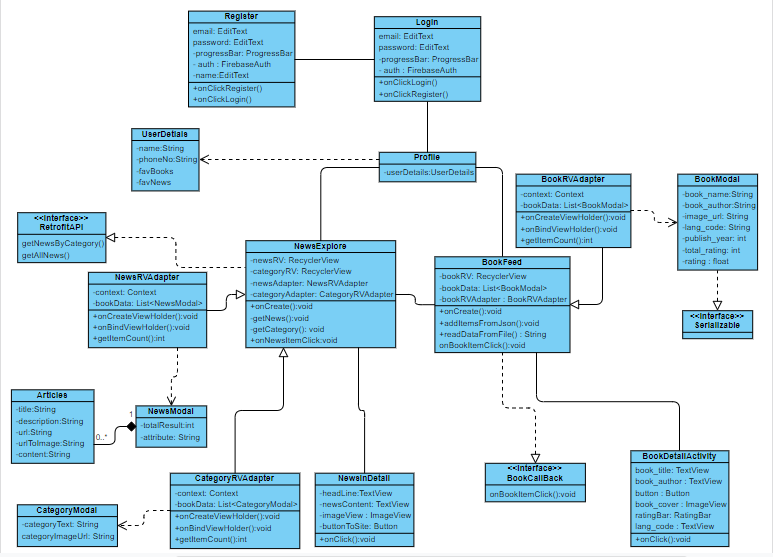 Register
email: EditText
password: EditText
-progressBar: ProgressBar
- auth : FirebaseAuth
-name:EditText
+onClickRegister()
+onClickLogin()
Login
email: EditText
password: EditText
-progressBar: ProgressBar
- auth : FirebaseAuth
+onClickLogin()
+onClickRegister()
UserDetials
-name:String
-phoneNo:String
-favBooks
-favNews
Profile
-userDetails:UserDetails
BookRVAdapter
-context: Context
-bookData: List<BookModal>
+onCreateViewHolder():void
+onBindViewHolder():void
+getItemCount():int
BookModal
-book_name:String
-book_author:String
-image_url: String
-lang_code: String
-publish_year: int
-total_rating: int
-rating : float
<<Interface>>
RetrofitAPI
getNewsByCategory()
getAllNews()
NewsExplore
-newsRV: RecyclerView
-categoryRV: RecyclerView
-newsAdapter: NewsRVAdapter
-categoryAdapter: CategoryRVAdapter
+onCreate():void
-getNews():void
-getCategory(): void
+onNewsItemClick:void
BookFeed
-bookRV: RecyclerView
-bookData: List<BookModal>
-bookRVAdapter : BookRVAdapter
+onCreate():void
+addItemsFromJson():void
+readDataFromFile() : String
onBookItemClick():void
NewsRVAdapter
-context: Context
-bookData: List<NewsModal>
+onCreateViewHolder():void
+onBindViewHolder():void
+getItemCount():int
<<Interface>>
Serializable
Articles
-title:String
-description:String
-url:String
-urlToImage:String
-content:String
1
0..*
NewsModal
-totalResult:int
-attribute: String
CategoryRVAdapter
-context: Context
-bookData: List<CategoryModal>
+onCreateViewHolder():void
+onBindViewHolder():void
+getItemCount():int
NewsInDetail
-headLine:TextView
-newsContent: TextView
-imageView : ImageView
-buttonToSite: Button
+onClick():void
<<Interface>>
BookCallBack
onBookItemClick():void
BookDetailActivity
book_title: TextView
book_author : TextView
button : Button
book_cover : ImageView
ratingBar: RatingBar
lang_code : TextView
+onClick():void
CategoryModal
-categoryText: String
categoryImageUrl: String